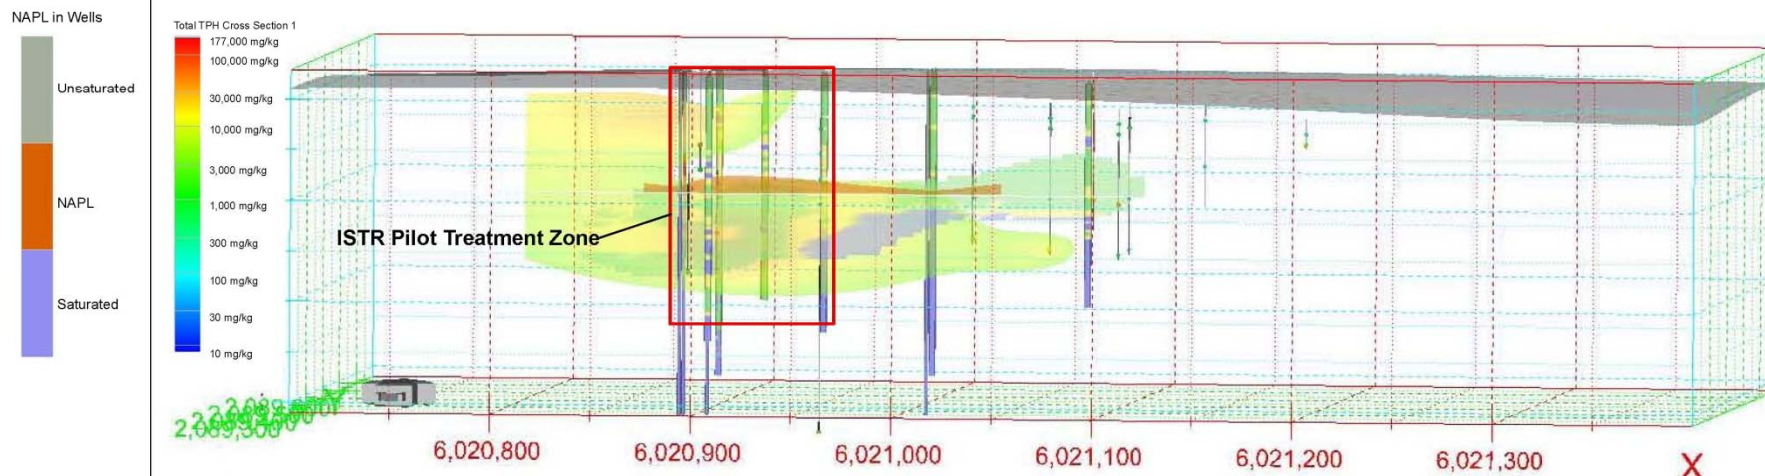 NAPL in Wells
Unsaturated
NAPL
Saturated
Total TPH Cross Section 1
177,000 mg/kg
100,000 mg/kg
30,000 mg/kg
10,000 mg/kg
3,000 mg/kg
1,000 mg/kg
300 mg/kg
100 mg/kg
30 mg/kg
10 mg/kg
ISTR Pilot Treatment Zone
2,089,300
6,020,800
6,020,900
6,021,000
6,021,100
6,021,200
6,021,300
X